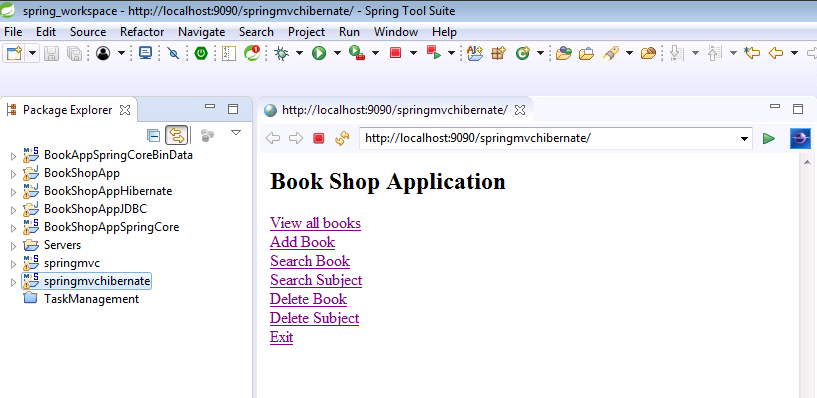 spring_workspace - http://localhost:9090/springmvchibernate/ - Spring Tool Suite
File Edit Source Refactor Navigate Search Project Run Window Help
Package Explorer
http://localhost:9090/springmvchibernate/
http://localhost:9090/springmvchibernate/
BookAppSpringCoreBinData
BookShopApp
BookShopAppHibernate
BookShopAppJDBC
BookShopAppSpringCore
Servers
springmvc
springmvchibernate
TaskManagement
Book Shop Application
View all books
Add Book
Search Book
Search Subject
Delete Book
Delete Subject
Exit